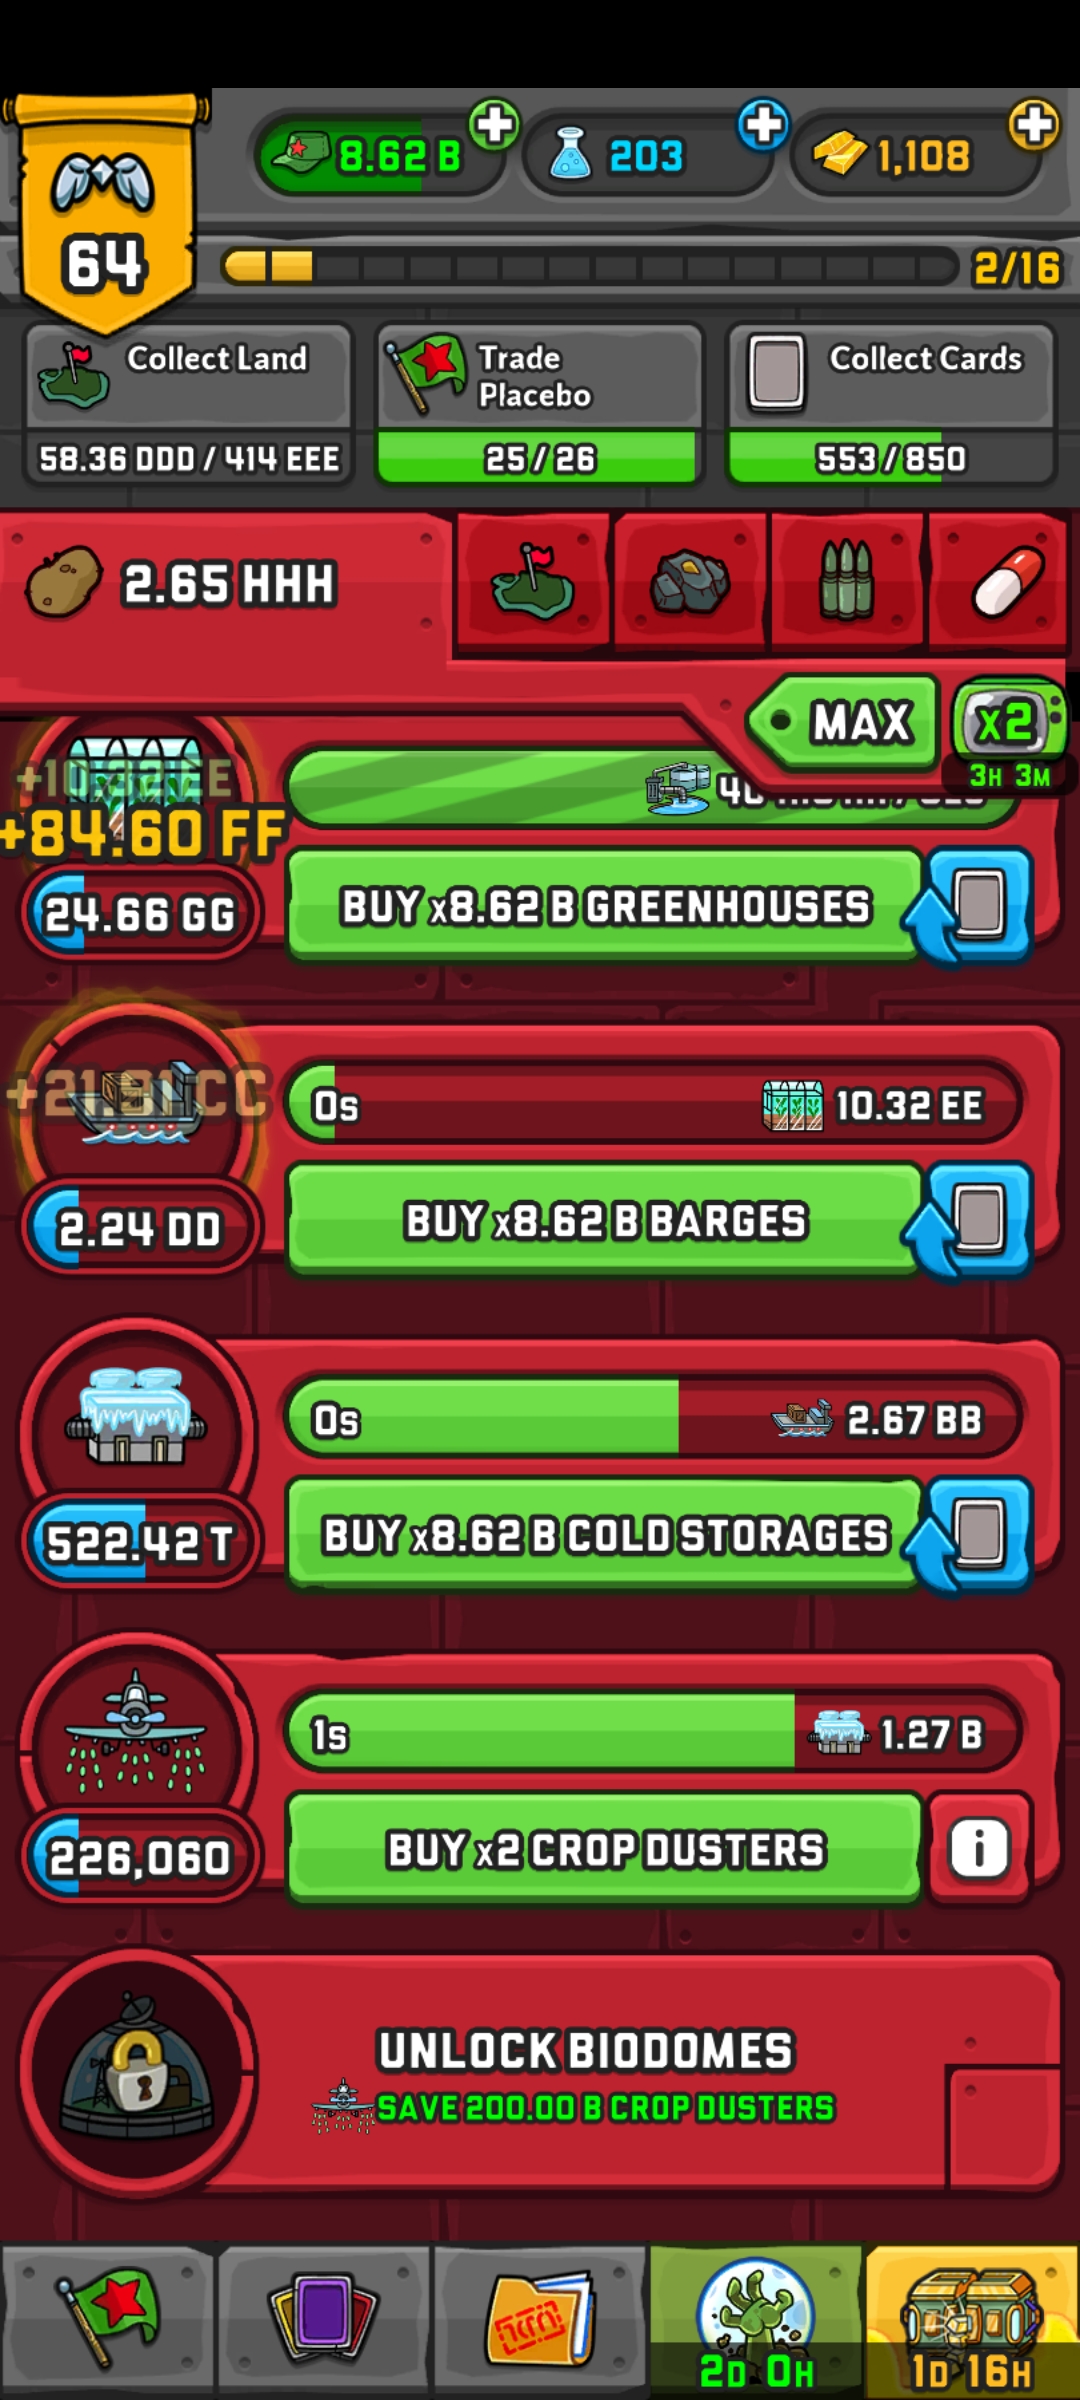 8.62 B
203
1,108
64
2/16
Collect Land
58.36 DDD / 414 EEE
Trade
Placebo
25 / 26
Collect Cards
553 / 850
2.65 HHH
MAX
X2
3H 3M
+10.32 EE
+84.60 FF
24.66 GG
BUY x8.62 B GREENHOUSES
+21.81 CC
0s
10.32 EE
2.24 DD
BUY x8.62 B BARGES
0s
2.67 BB
522.42 T
BUY x8.62 B COLD STORAGES
1s
1.27 B
226,060
BUY x2 CROP DUSTERS
i
UNLOCK BIODOMES
SAVE 200.00 B CROP DUSTERS
2D 0H
1D 16H